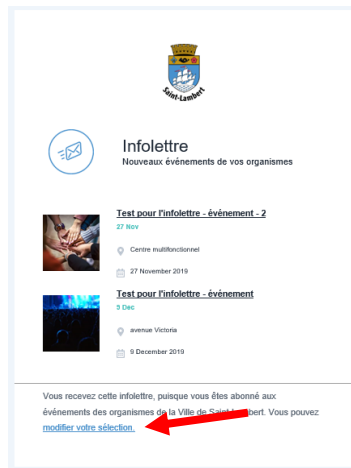 Saint-Lambert
Infolettre
Nouveaux événements de vos organismes
Test pour l'infolettre - événement - 2
27 Nov
Centre multifonctionnel
27 November 2019
Test pour l'infolettre - événement
9 Dec
avenue Victoria
9 December 2019
Vous recevez cette infolettre, puisque vous êtes abonné aux
événements des organismes de la Ville de Saint-Lambert. Vous pouvez
modifier votre sélection.